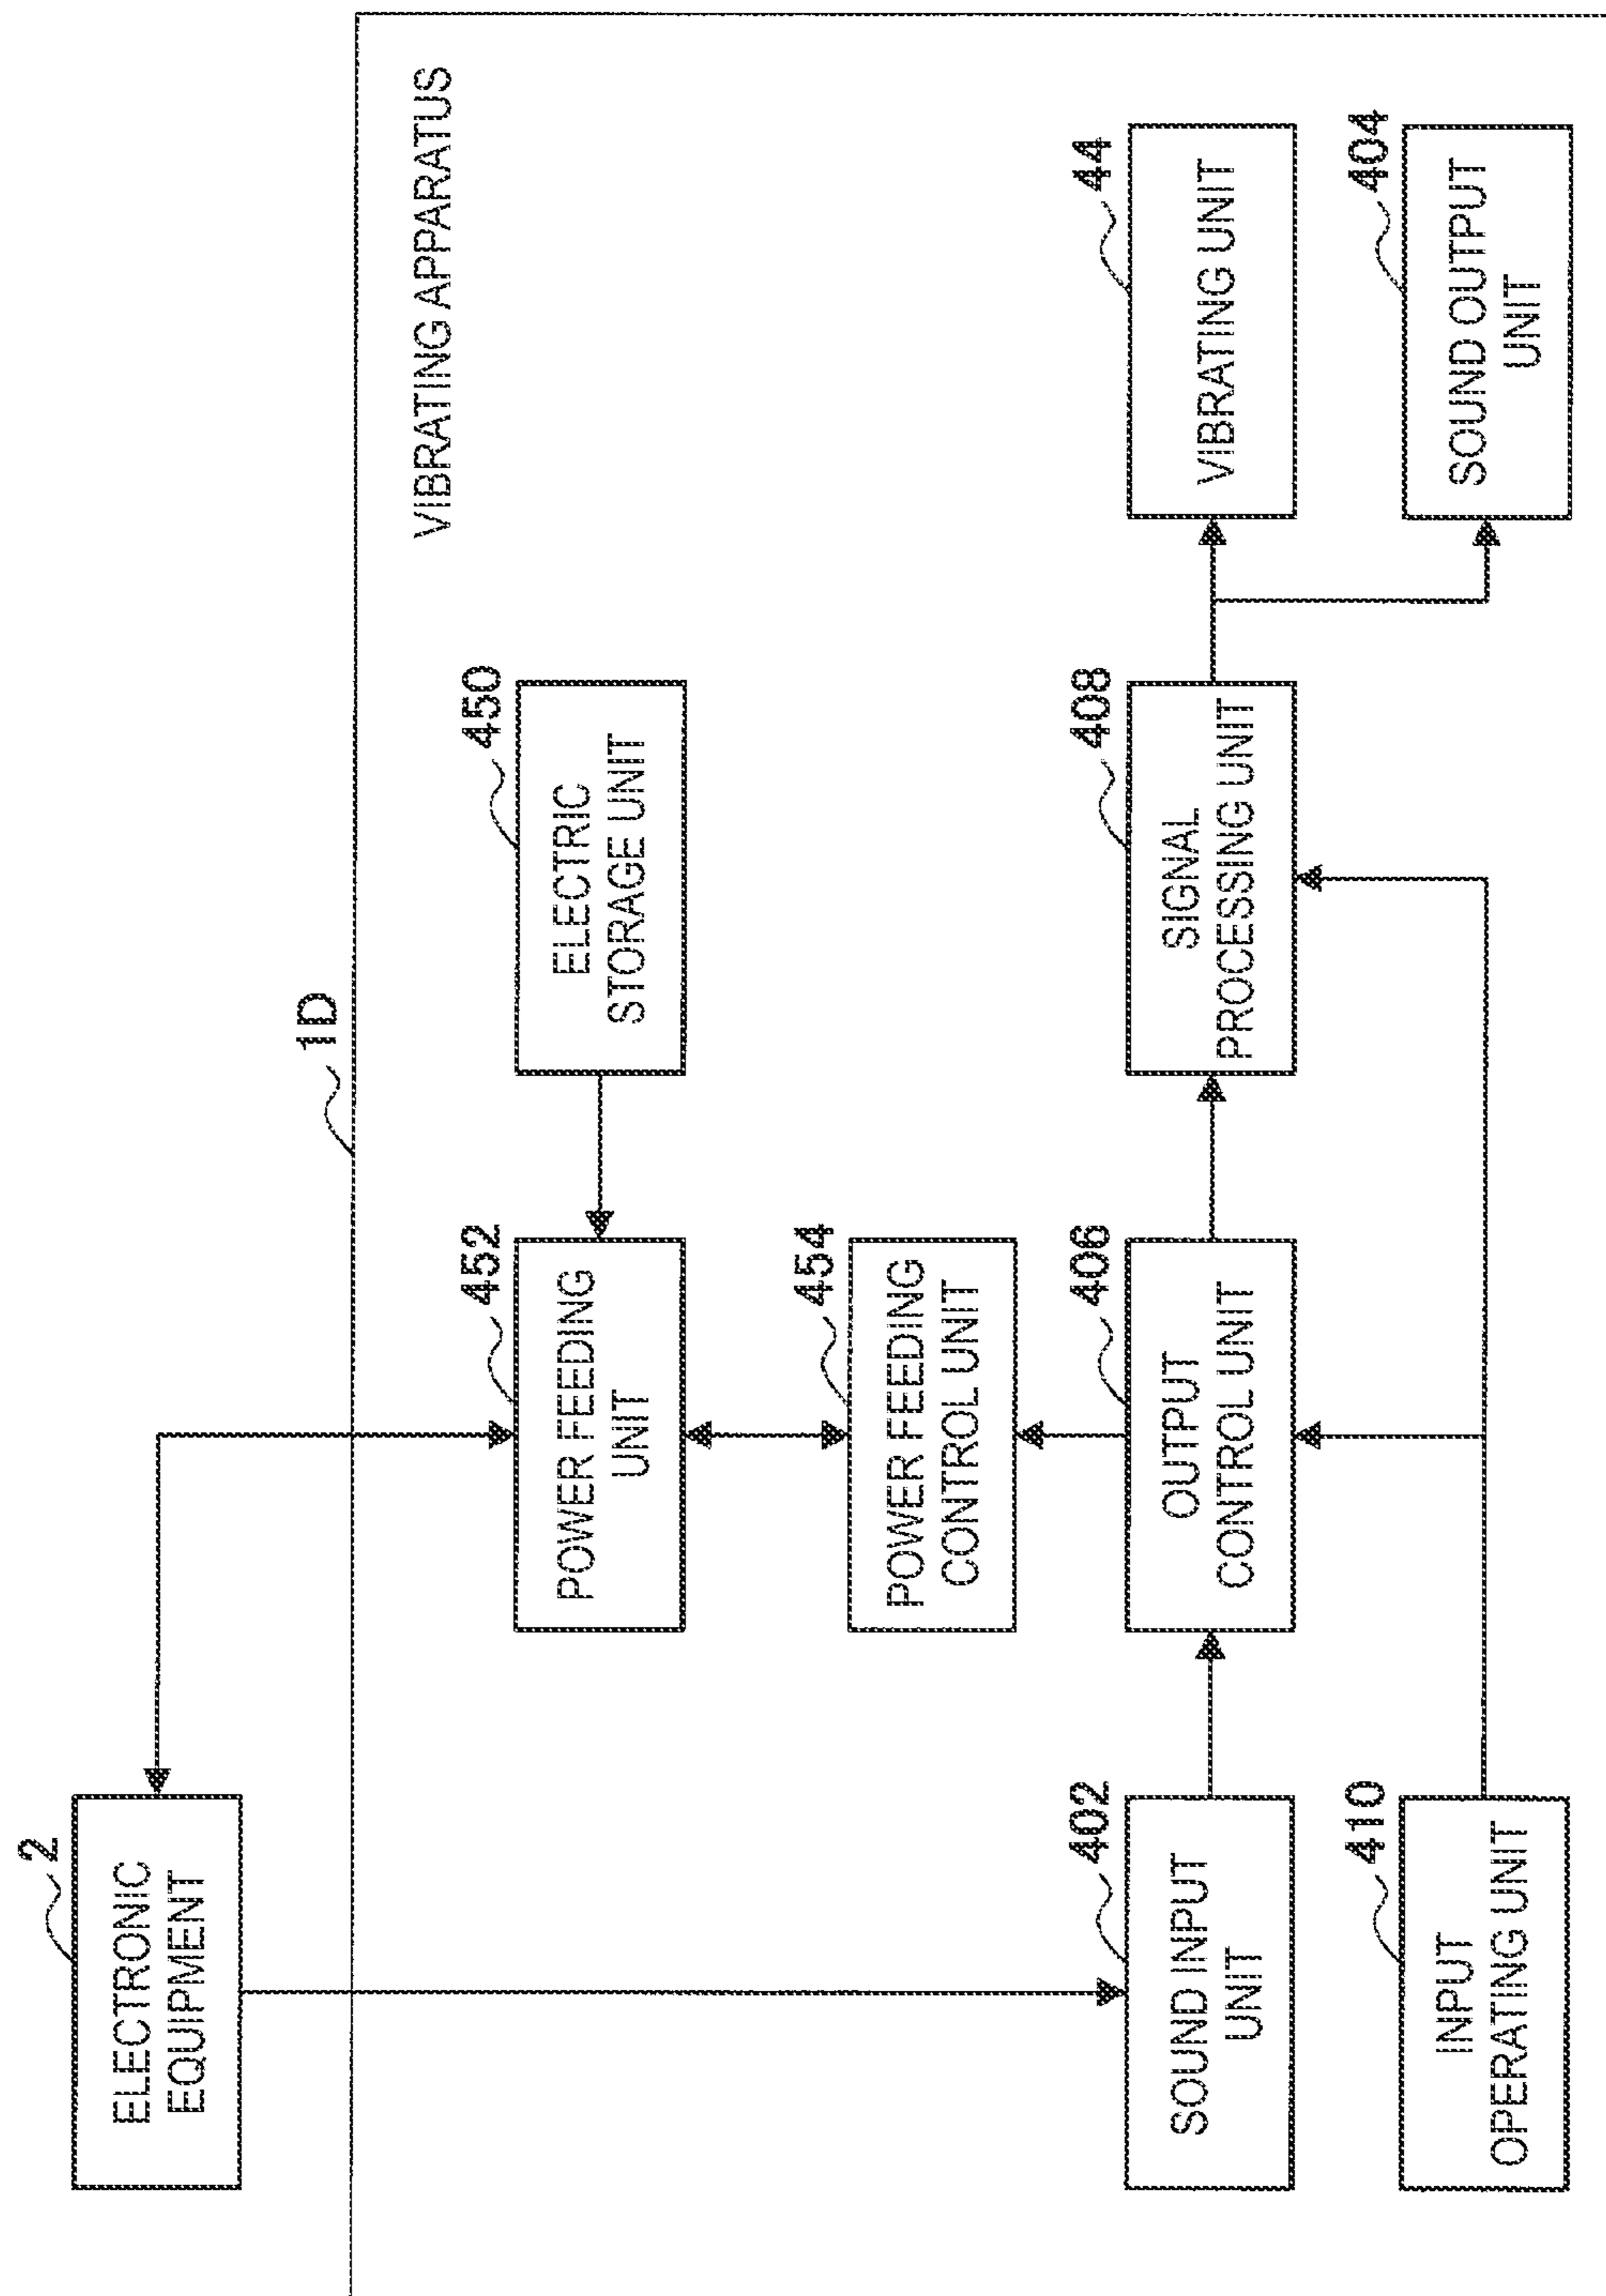 2
ELECTRONIC
EQUIPMENT
1D
VIBRATING APPARATUS
452
POWER FEEDING
UNIT
450
ELECTRIC
STORAGE UNIT
454
POWER FEEDING
CONTROL UNIT
402
SOUND INPUT
UNIT
406
OUTPUT
CONTROL UNIT
408
SIGNAL
PROCESSING UNIT
44
VIBRATING UNIT
410
INPUT
OPERATING UNIT
404
SOUND OUTPUT
UNIT